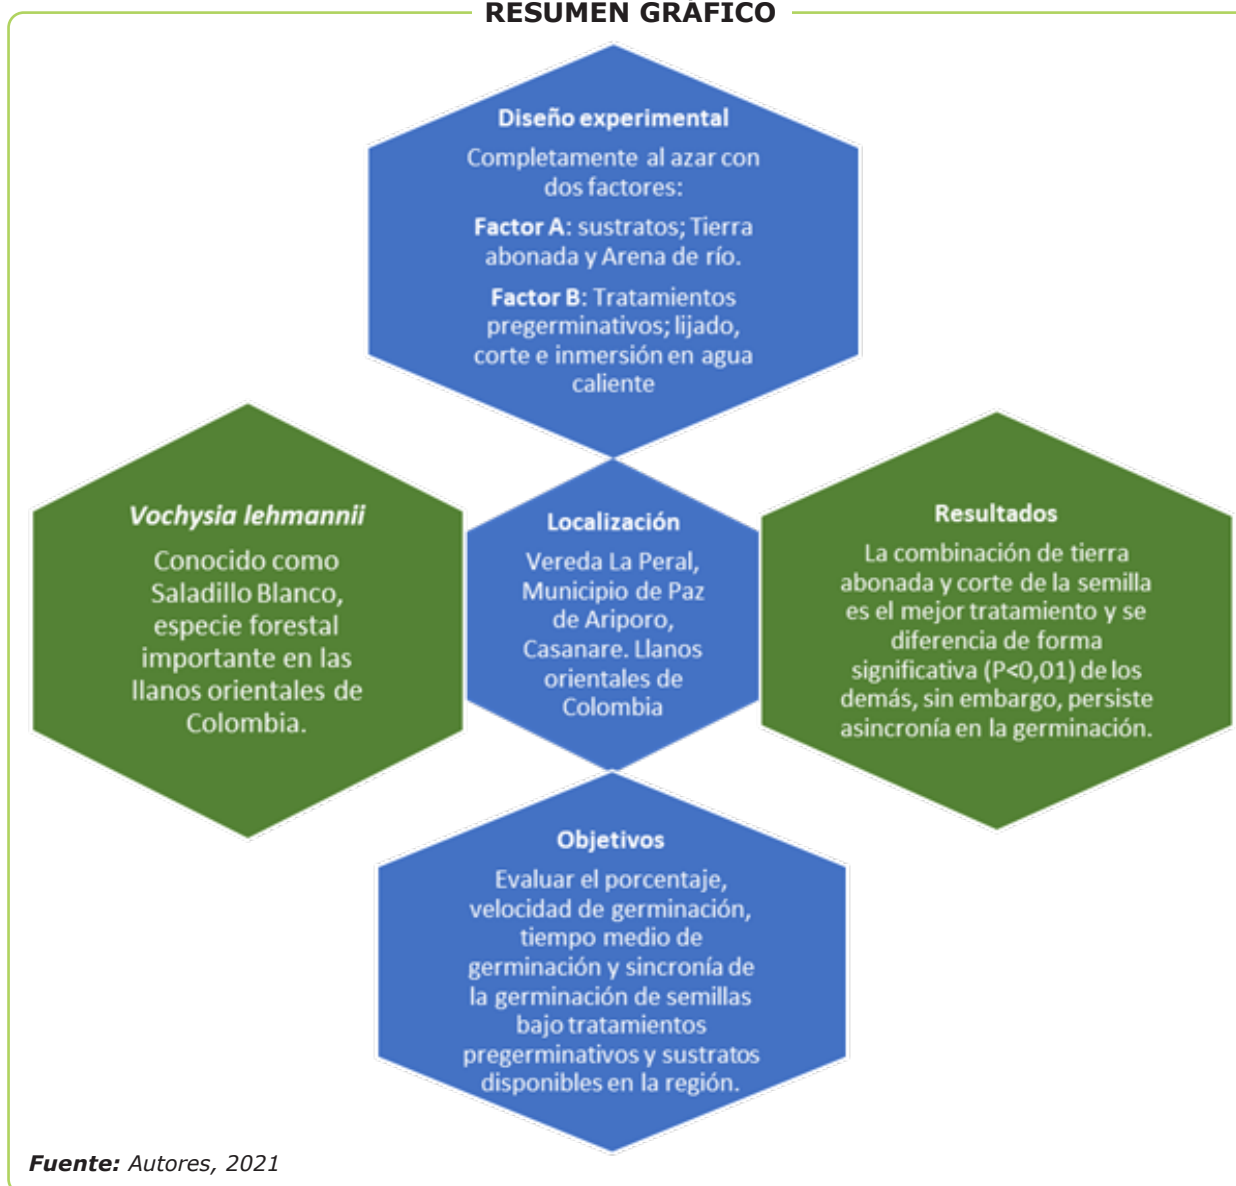 RESUMEN GRÁFICO
Diseño experimental
Completamente al azar con
dos factores:
Factor A: sustratos; Tierra
abonada y Arena de río.
Factor B: Tratamientos
pregerminativos; lijado,
corte e inmersión en agua
caliente
Vochysia lehmannii
Conocido como
Saladillo Blanco,
especie forestal
importante en las
llanos orientales de
Colombia.
Localización
Vereda La Peral,
Municipio de Paz
de Ariporo,
Casanare. Llanos
orientales de
Colombia
Resultados
La combinación de tierra
abonada y corte de la semilla
es el mejor tratamiento y se
diferencia de forma
significativa (P<0,01) de los
demás, sin embargo, persiste
asincronía en la germinación.
Objetivos
Evaluar el porcentaje,
velocidad de germinación,
tiempo medio de
germinación y sincronía de
la germinación de semillas
bajo tratamientos
pregerminativos y sustratos
disponibles en la región.
Fuente: Autores, 2021